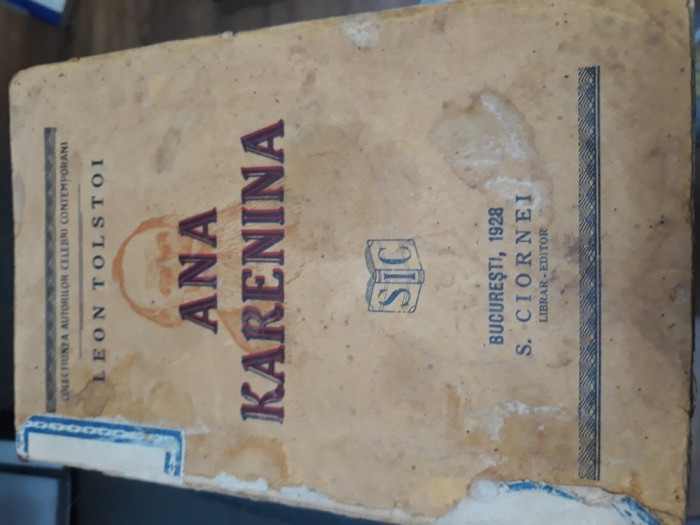 COLECȚIUNEA AUTORILOR CELEBRI CONTEMPORANI
LEON TOLSTOI
ANA
KARENINA
SIC
BUCUREȘTI, 1928
S. CIORNEI
LIBRAR-EDITOR